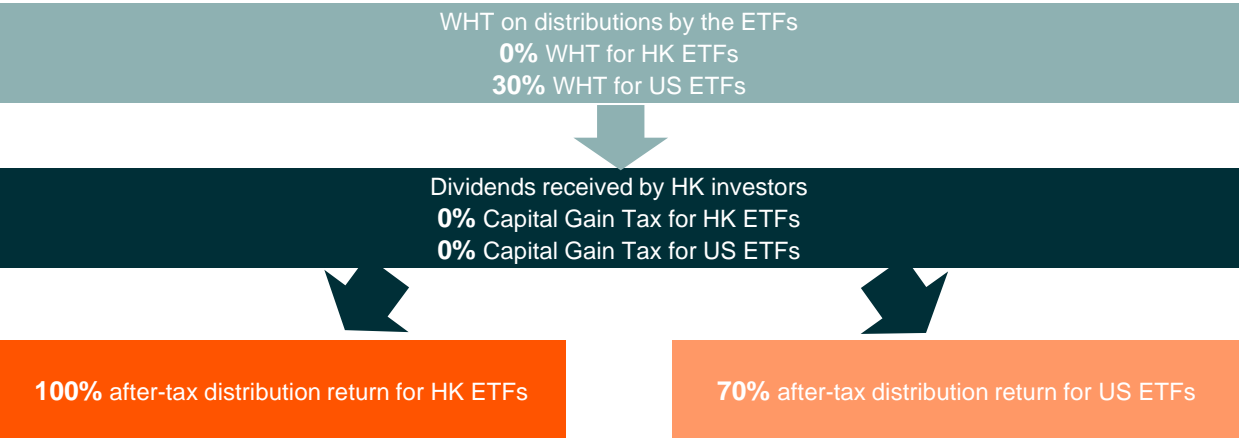 WHT on distributions by the ETFs
0% WHT for HK ETFs
30% WHT for US ETFs
Dividends received by HK investors
0% Capital Gain Tax for HK ETFs
0% Capital Gain Tax for US ETFs
100% after-tax distribution return for HK ETFs
70% after-tax distribution return for US ETFs